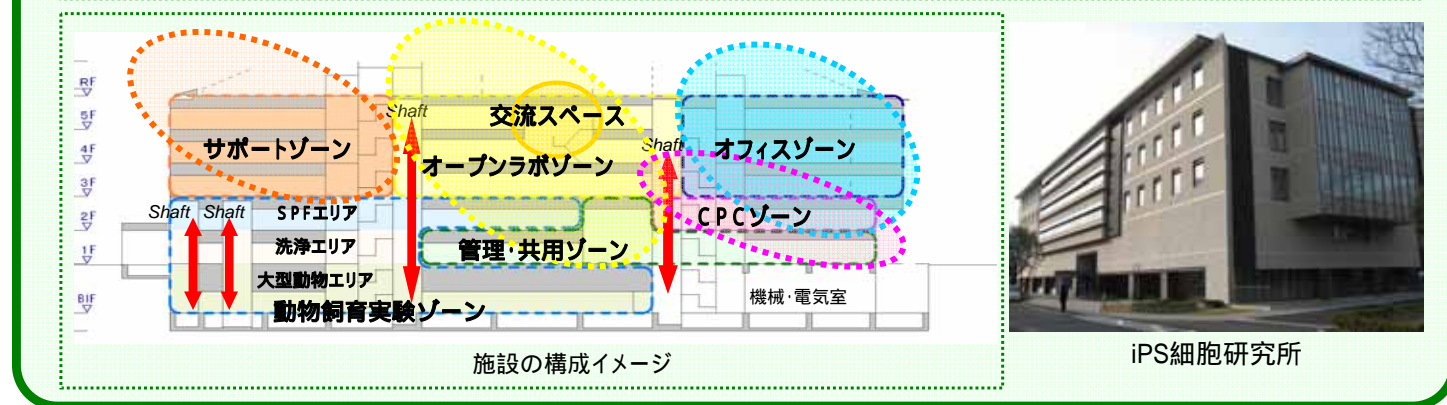 RF
5F
4F
3F
2F
1F
B1F
Shaft
交流スペース
サポートゾーン
オープンラボゾーン
Shaft
オフィスゾーン
Shaft
Shaft
SPFエリア
CPCゾーン
洗浄エリア
管理・共用ゾーン
大型動物エリア
動物飼育実験ゾーン
機械・電気室
施設の構成イメージ
iPS細胞研究所